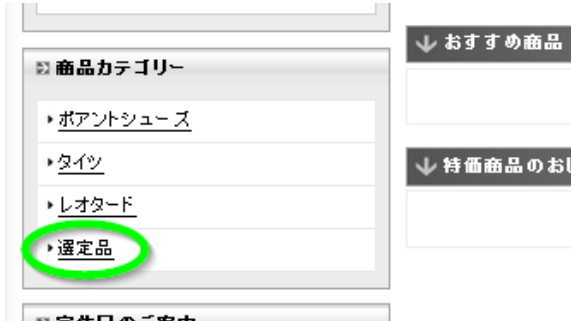 商品カテゴリー
ポアントシューズ
タイツ
レオタード
選定品
おすすめ商品
特価商品のお